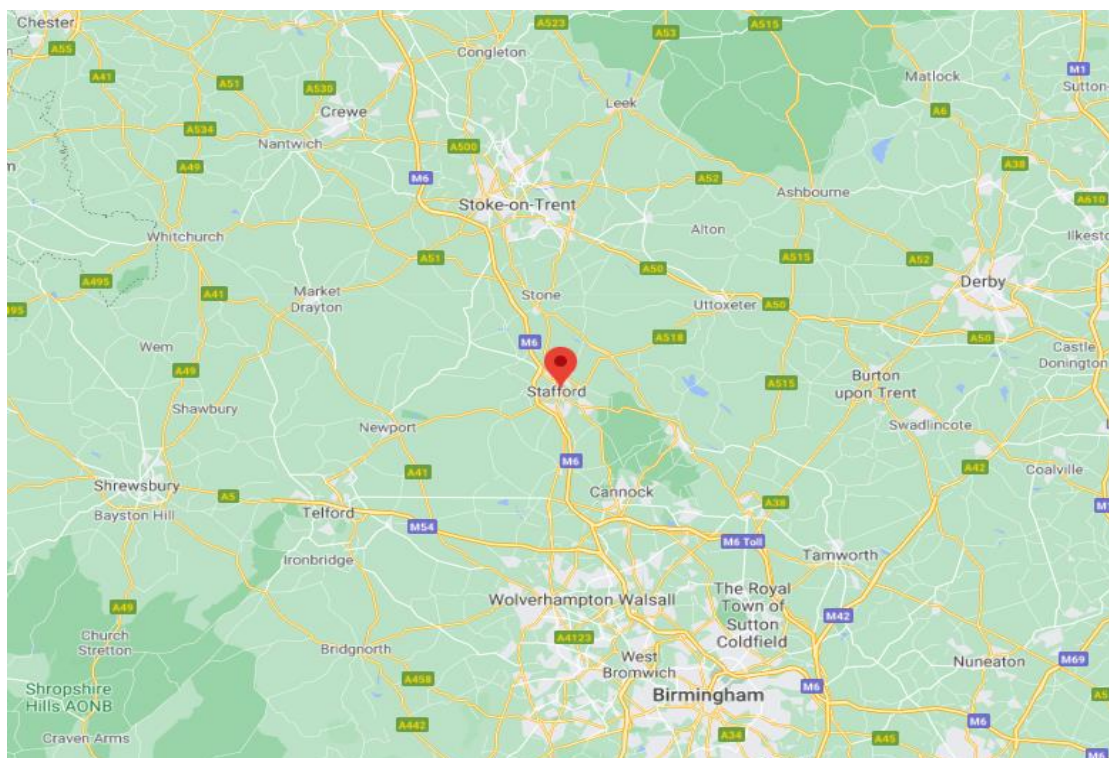 Chester
A523
A53
A515
A55
Congleton
A41
A51
A530
Matlock
M1
Sutton-
Leek
A6
Crewe
A534
Nantwich
A500
A38
A49
M6
A52
Ashbourne
Stoke-on-Trent
A610
Alton
Whitchurch
Ilkesto
A51
A515
A52
A50
A495
Derby
A41
Market
Drayton
Stone
Uttoxeter
A50
495
A518
A50
Wem
M6
Castle
Donington
A49
Burton
upon Trent
A515
Stafford
Shawbury
Newport
Swadlincote
M6
A42
Coalville
A41
Shrewsbury
A5
Cannock
Bayston Hill
Telford
A38
M54
M6 Toll
Tamworth
Ironbridge
The Royal
Town of
Sutton
Coldfield
Wolverhampton
Walsall
A49
M42
Church
Stretton
A4123
Bridgnorth
West
Bromwich
Nuneaton
M69
A458
Shropshire
Hills AONB
Birmingham
M6
A442
M6
Craven Arms
A34
A45
M6